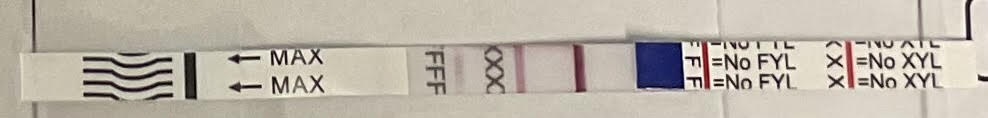 ← MAX
← MAX
FFF
XXX
F|=No FYL
F|=No FYL
X|=No XYL
X|=No XYL